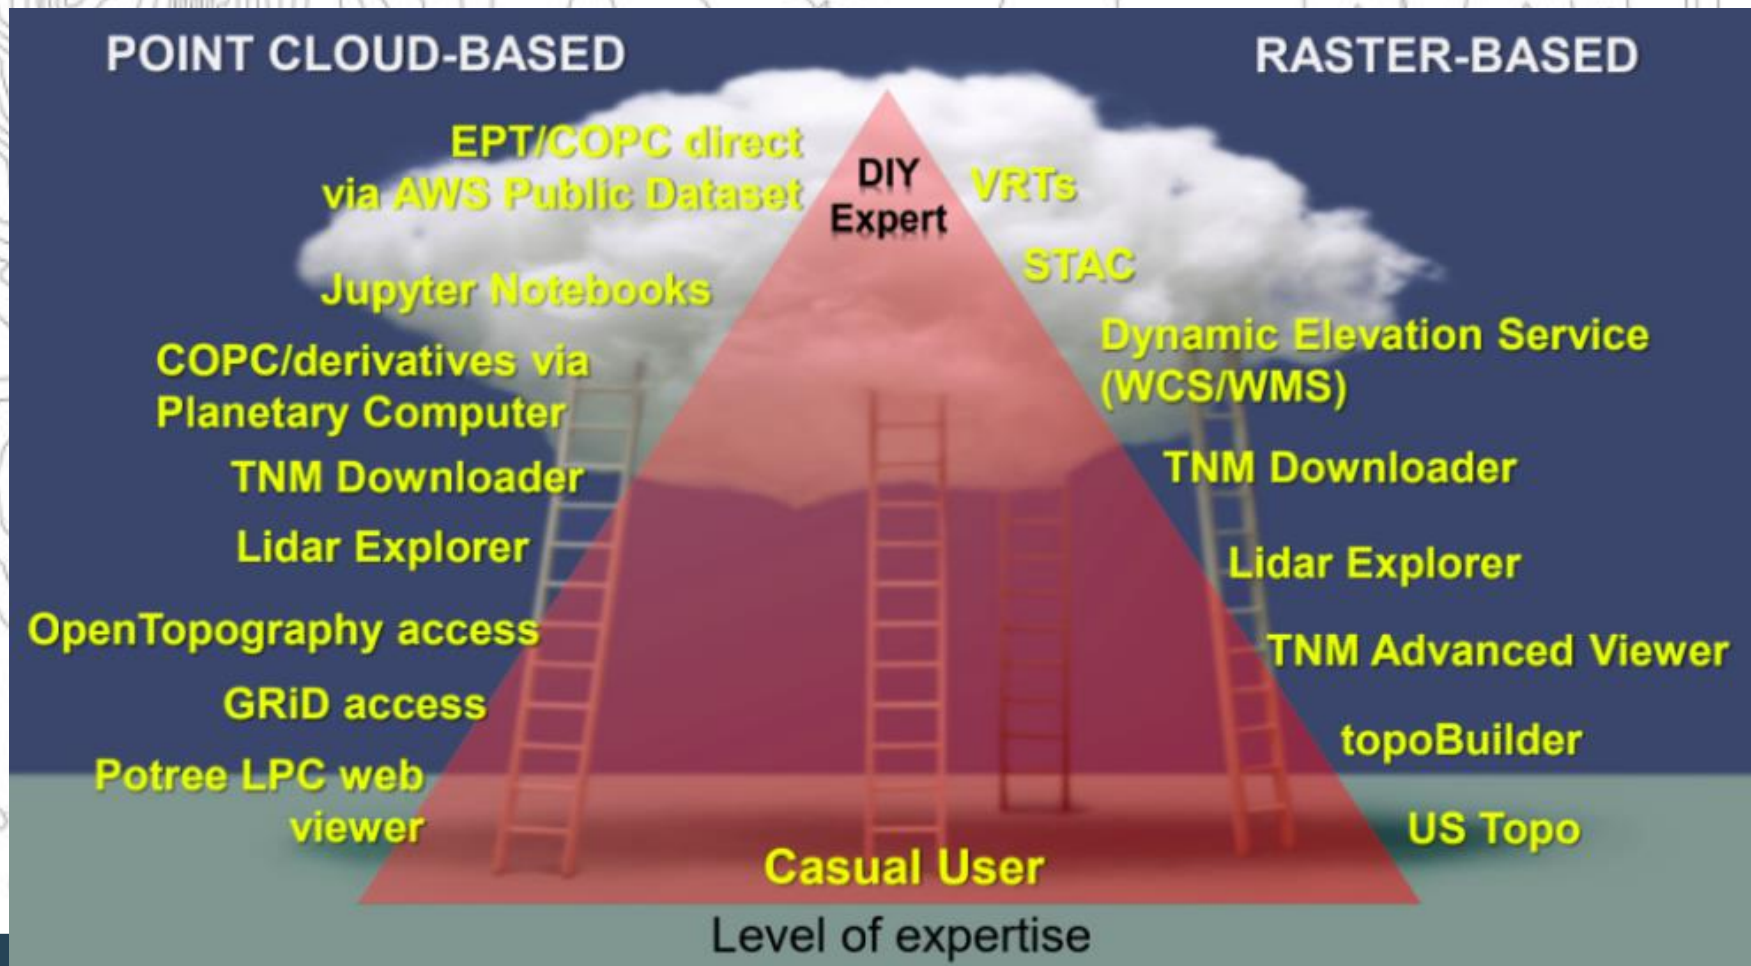 POINT CLOUD-BASED
RASTER-BASED
EPT/COPC direct
via AWS Public Dataset
Jupyter Notebooks
COPC/derivatives via
Planetary Computer
TNM Downloader
Lidar Explorer
OpenTopography access
GRiD access
Potree LPC web
viewer
DIY
Expert
Casual User
VRTs
STAC
Dynamic Elevation Service
(WCS/WMS)
TNM Downloader
Lidar Explorer
TNM Advanced Viewer
topoBuilder
US Topo
Level of expertise